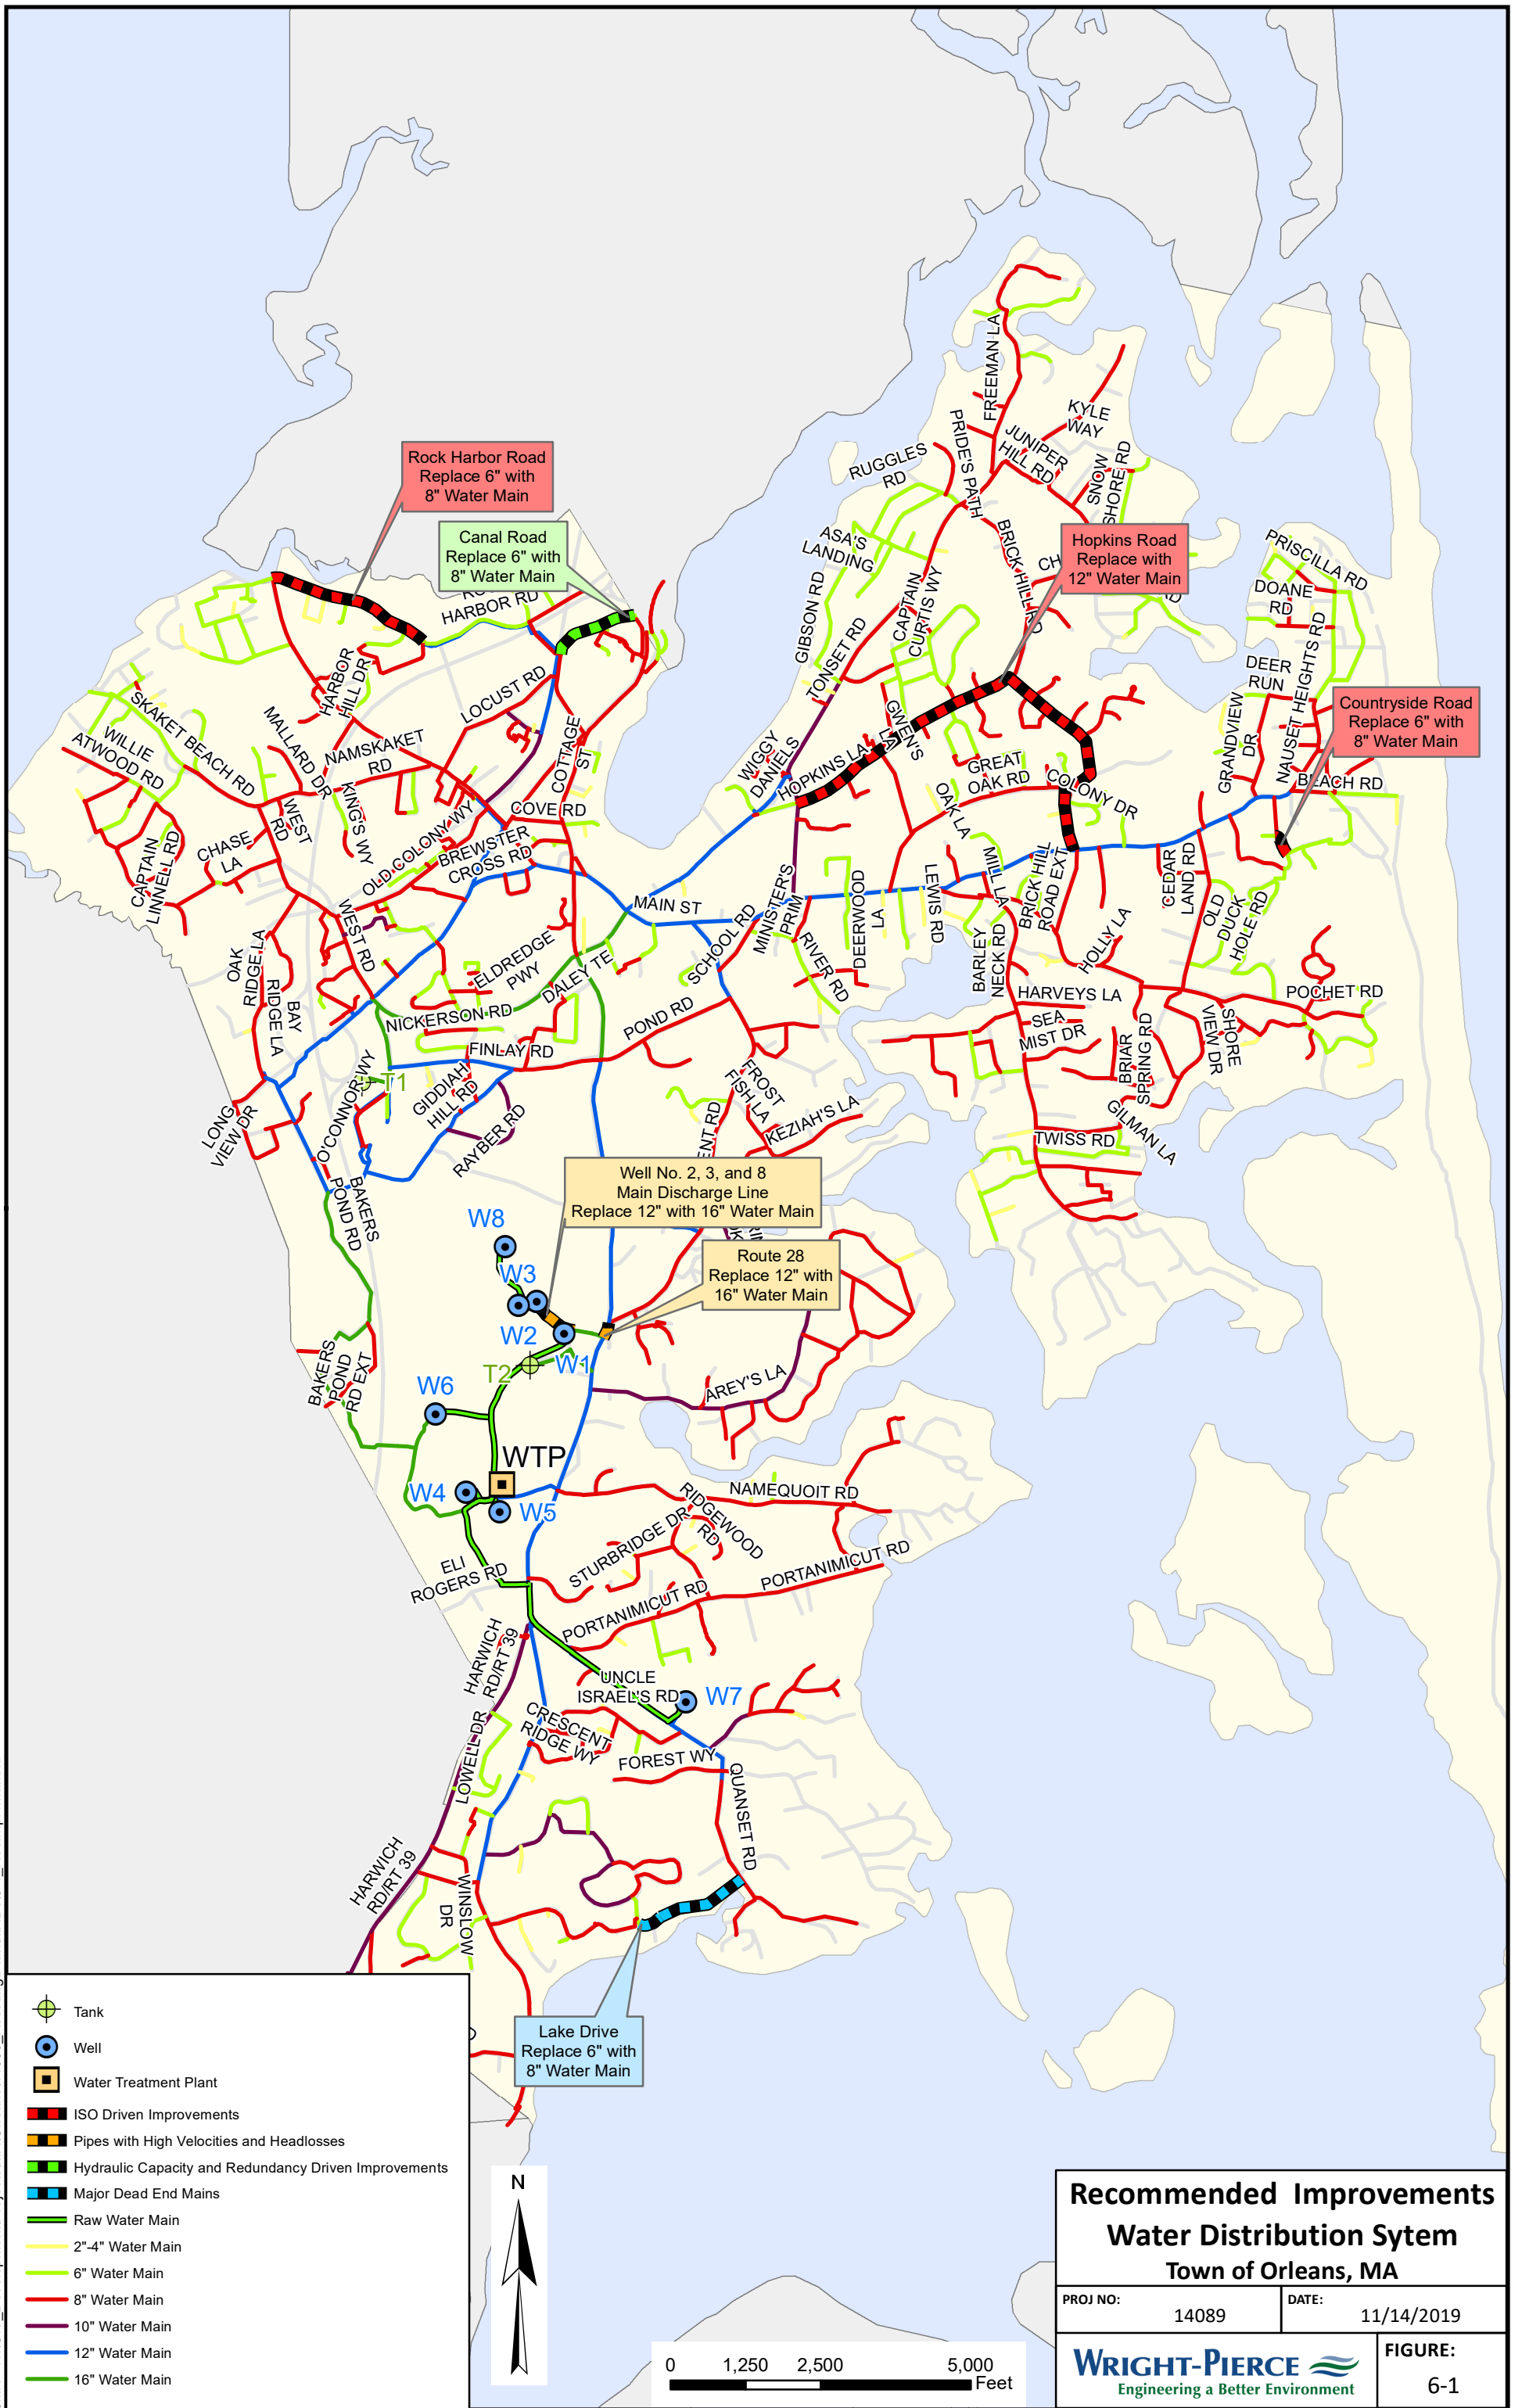 FREEMAN LA
KYLE
WAY
PRIDE'S PATH
JUNIPER
HILL RD
SNOW
SHORE RD
RUGGLES
RD
Rock Harbor Road
Replace 6" with
8" Water Main
Canal Road
Replace 6" with
8" Water Main
HARBOR RD
ASA'S
LANDING
BRICK HILL RD
Hopkins Road
Replace with
12" Water Main
PRISCILLA RD
DOANE
RD
GIBSON RD
CAPTAIN
CURTIS WY
TONSET RD
DEER
RUN
NAUSET HEIGHTS RD
GRANDVIEW
DR
Countryside Road
Replace 6" with
8" Water Main
BEACH RD
HARBOR
HILL DR
LOCUST RD
SKAKET BEACH RD
WILLIE
ATWOOD RD
MALLARD DR
NAMSKAKET
RD
COTTAGE
ST
WIGGY
DANIELS
HOPKINS LA
GWEN'S
LA
GREAT
OAK RD
COLONY DR
OAK LA
KING'S WY
WEST
RD
COVE RD
OLD COLONY WY
BREWSTER
CROSS RD
CHASE
LA
CAPTAIN
LINNELL RD
WEST RD
MAIN ST
MINISTER'S
PRIM
DEERWOOD
LA
LEWIS RD
MILL LA
BRICK HILL
ROAD EXT
CEDAR
LAND RD
OLD
DUCK
HOLE RD
SCHOOL RD
RIVER RD
BARLEY
NECK RD
HOLLY LA
OAK
RIDGE LA
BAY
RIDGE LA
ELDREDGE
PWY
DALEY TE
NICKERSON RD
POND RD
FINLAY RD
HARVEYS LA
SEA
MIST DR
POCHET RD
SHORE
VIEW DR
BRIAR
SPRING RD
O'CONNOR WY
T1
GIDDIAH
HILL RD
RAYBER RD
FROST
FISH LA
KEZIAH'S LA
ENT RD
GILMAN LA
TWISS RD
LONG
VIEW DR
BAKERS
POND RD
Well No. 2, 3, and 8
Main Discharge Line
Replace 12" with 16" Water Main
Route 28
Replace 12" with
16" Water Main
W8
W3
W2
W1
T2
W6
BAKERS
POND
RD EXT
AREY'S LA
WTP
W4
W5
NAMEQUOIT RD
RIDGEWOOD
RD
STURBRIDGE DR
ELI
ROGERS RD
PORTANIMICUT RD
PORTANIMICUT RD
HARWICH
RD/RT 39
UNCLE
ISRAEL'S RD
W7
CRESCENT
RIDGE WY
LOWELL DR
FOREST WY
QUANSET RD
HARWICH
RD/RT 39
WINSLOW
DR
Lake Drive
Replace 6" with
8" Water Main
Tank
Well
Water Treatment Plant
ISO Driven Improvements
Pipes with High Velocities and Headlosses
Hydraulic Capacity and Redundancy Driven Improvements
Major Dead End Mains
Raw Water Main
2"-4" Water Main
6" Water Main
8" Water Main
10" Water Main
12" Water Main
16" Water Main
N
0 1,250 2,500 5,000
Feet
Recommended Improvements
Water Distribution Sytem
Town of Orleans, MA
PROJ NO: 14089
DATE: 11/14/2019
WRIGHT-PIERCE
Engineering a Better Environment
FIGURE:
6-1